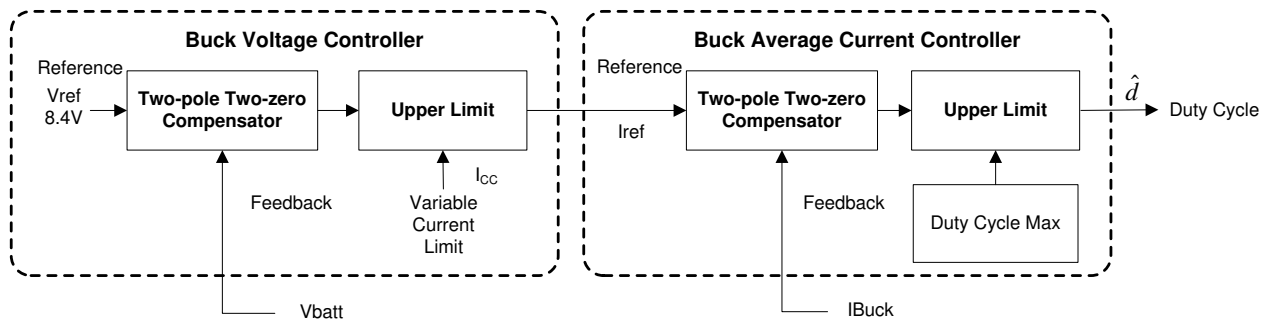 Buck Voltage Controller
Reference
Vref
8.4V
Two-pole Two-zero
Compensator
Upper Limit
Feedback
I_CC
Variable
Current
Limit
Vbatt
Iref
Buck Average Current Controller
Reference
Two-pole Two-zero
Compensator
Upper Limit
Feedback
Duty Cycle Max
IBuck
d̂
Duty Cycle